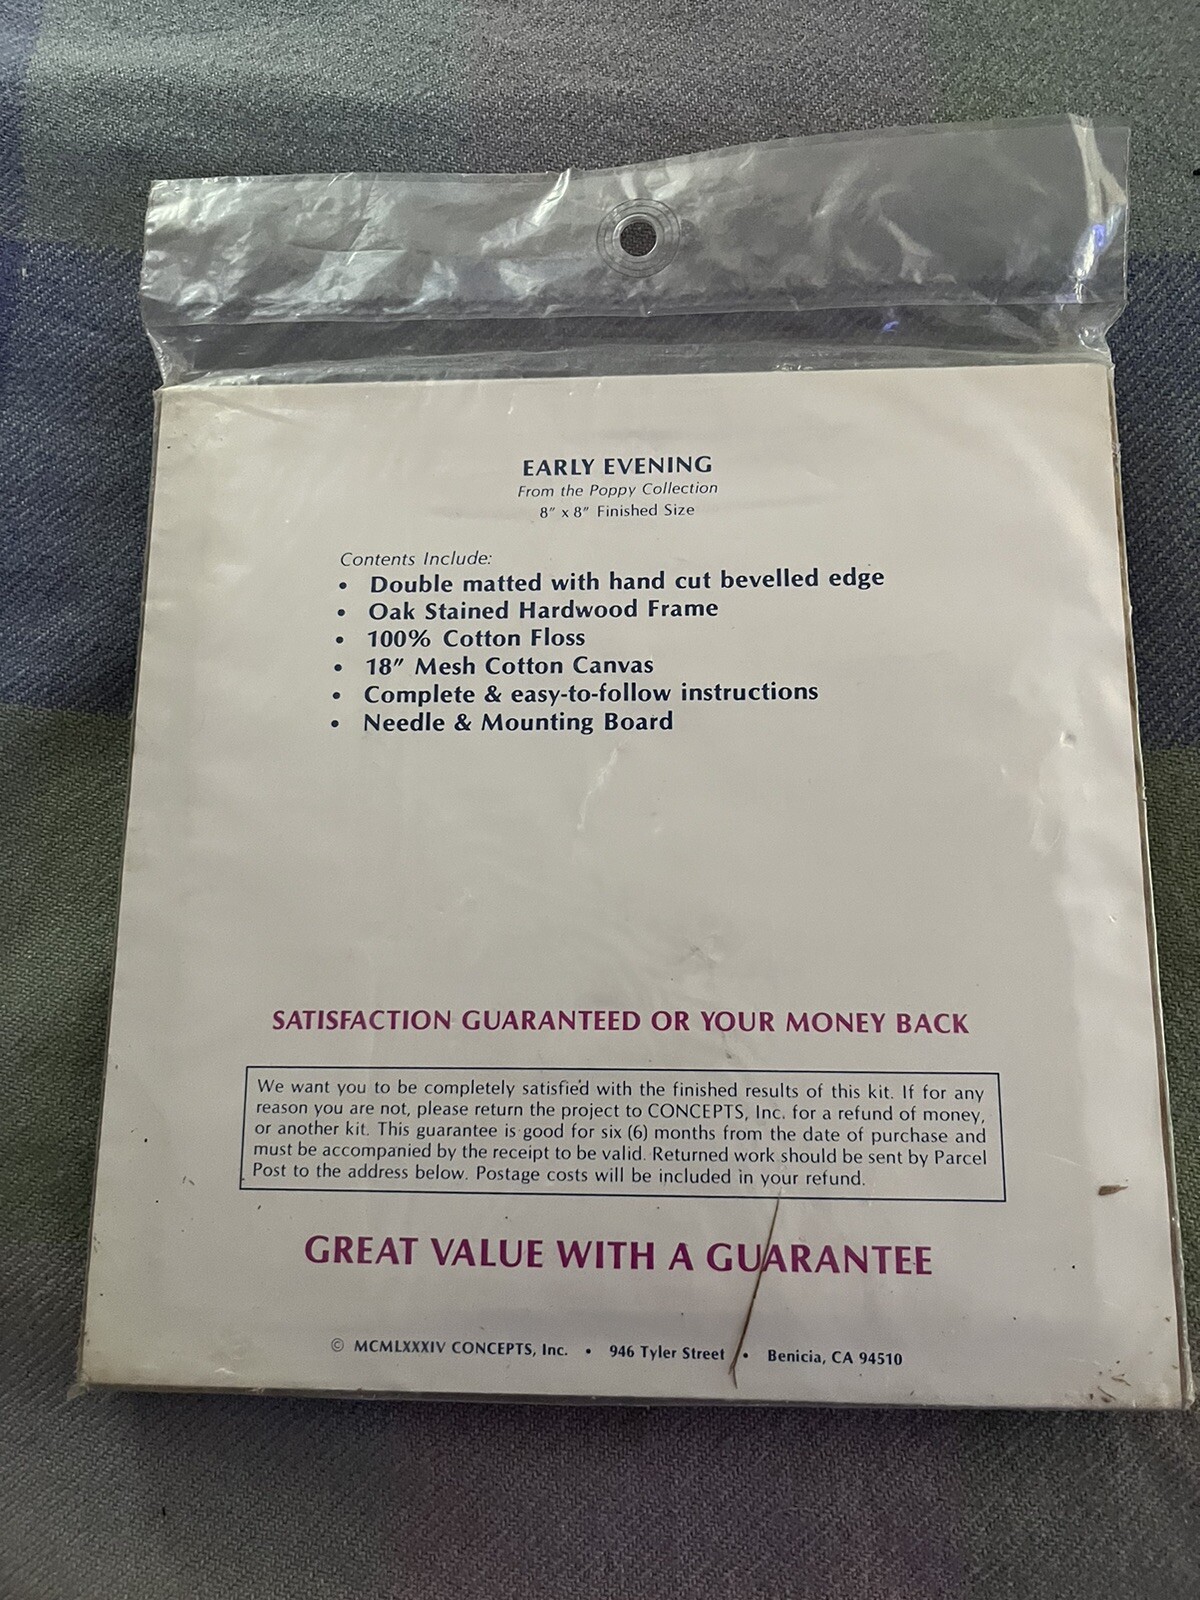 EARLY EVENING
From the Poppy Collection
8" x 8" Finished Size
Contents Include:
• Double matted with hand cut bevelled edge
• Oak Stained Hardwood Frame
• 100% Cotton Floss
• 18" Mesh Cotton Canvas
• Complete & easy-to-follow instructions
• Needle & Mounting Board
SATISFACTION GUARANTEED OR YOUR MONEY BACK
We want you to be completely satisfied with the finished results of this kit. If for any
reason you are not, please return the project to CONCEPTS, Inc. for a refund of money,
or another kit. This guarantee is good for six (6) months from the date of purchase and
must be accompanied by the receipt to be valid. Returned work should be sent by Parcel
Post to the address below. Postage costs will be included in your refund.
GREAT VALUE WITH A GUARANTEE
© MCMLXXXIV CONCEPTS, Inc. • 946 Tyler Street • Benicia, CA 94510